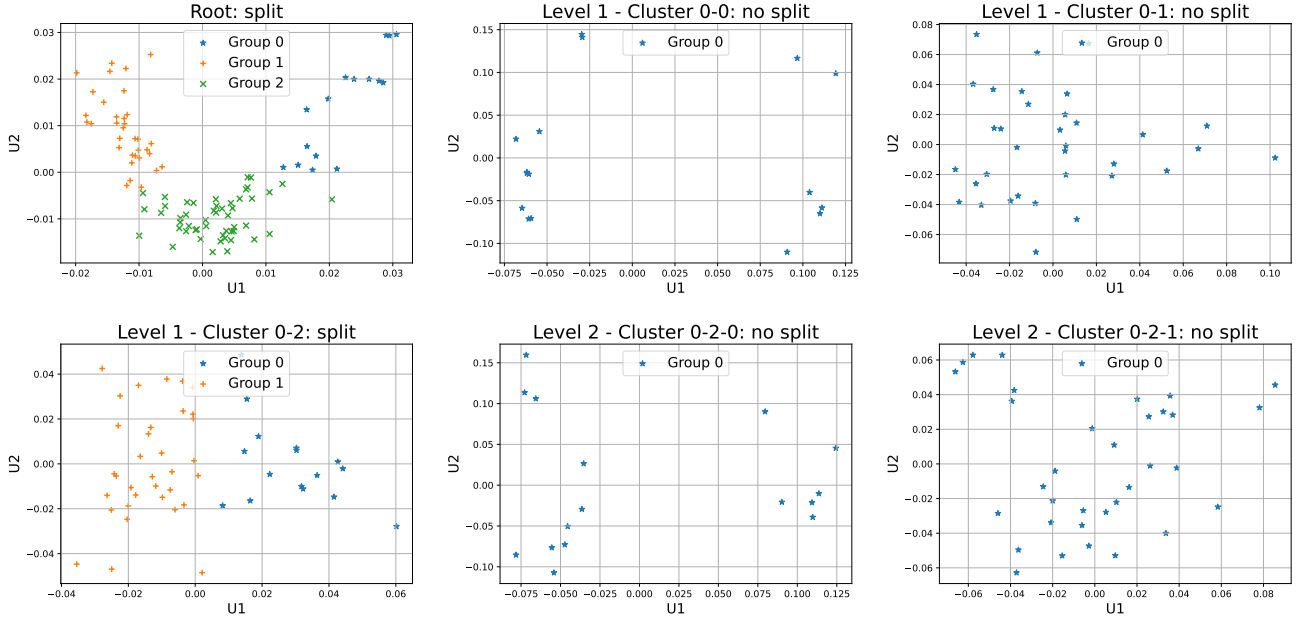 Root: split
U2
0.03
0.02
0.01
0.00
−0.01
Group 0
Group 1
Group 2
−0.02 −0.01 0.00 0.01 0.02 0.03
U1
Level 1 - Cluster 0-0: no split
U2
0.15
0.10
0.05
0.00
−0.05
−0.10
Group 0
−0.075 −0.050 −0.025 0.000 0.025 0.050 0.075 0.100 0.125
U1
Level 1 - Cluster 0-1: no split
U2
0.08
0.06
0.04
0.02
0.00
−0.02
−0.04
−0.06
Group 0
−0.04 −0.02 0.00 0.02 0.04 0.06 0.08 0.10
U1
Level 1 - Cluster 0-2: split
U2
0.04
0.02
0.00
−0.02
−0.04
Group 0
Group 1
−0.04 −0.02 0.00 0.02 0.04 0.06
U1
Level 2 - Cluster 0-2-0: no split
U2
0.15
0.10
0.05
0.00
−0.05
−0.10
Group 0
−0.075 −0.050 −0.025 0.000 0.025 0.050 0.075 0.100 0.125
U1
Level 2 - Cluster 0-2-1: no split
U2
0.06
0.04
0.02
0.00
−0.02
−0.04
−0.06
Group 0
−0.06 −0.04 −0.02 0.00 0.02 0.04 0.06 0.08
U1